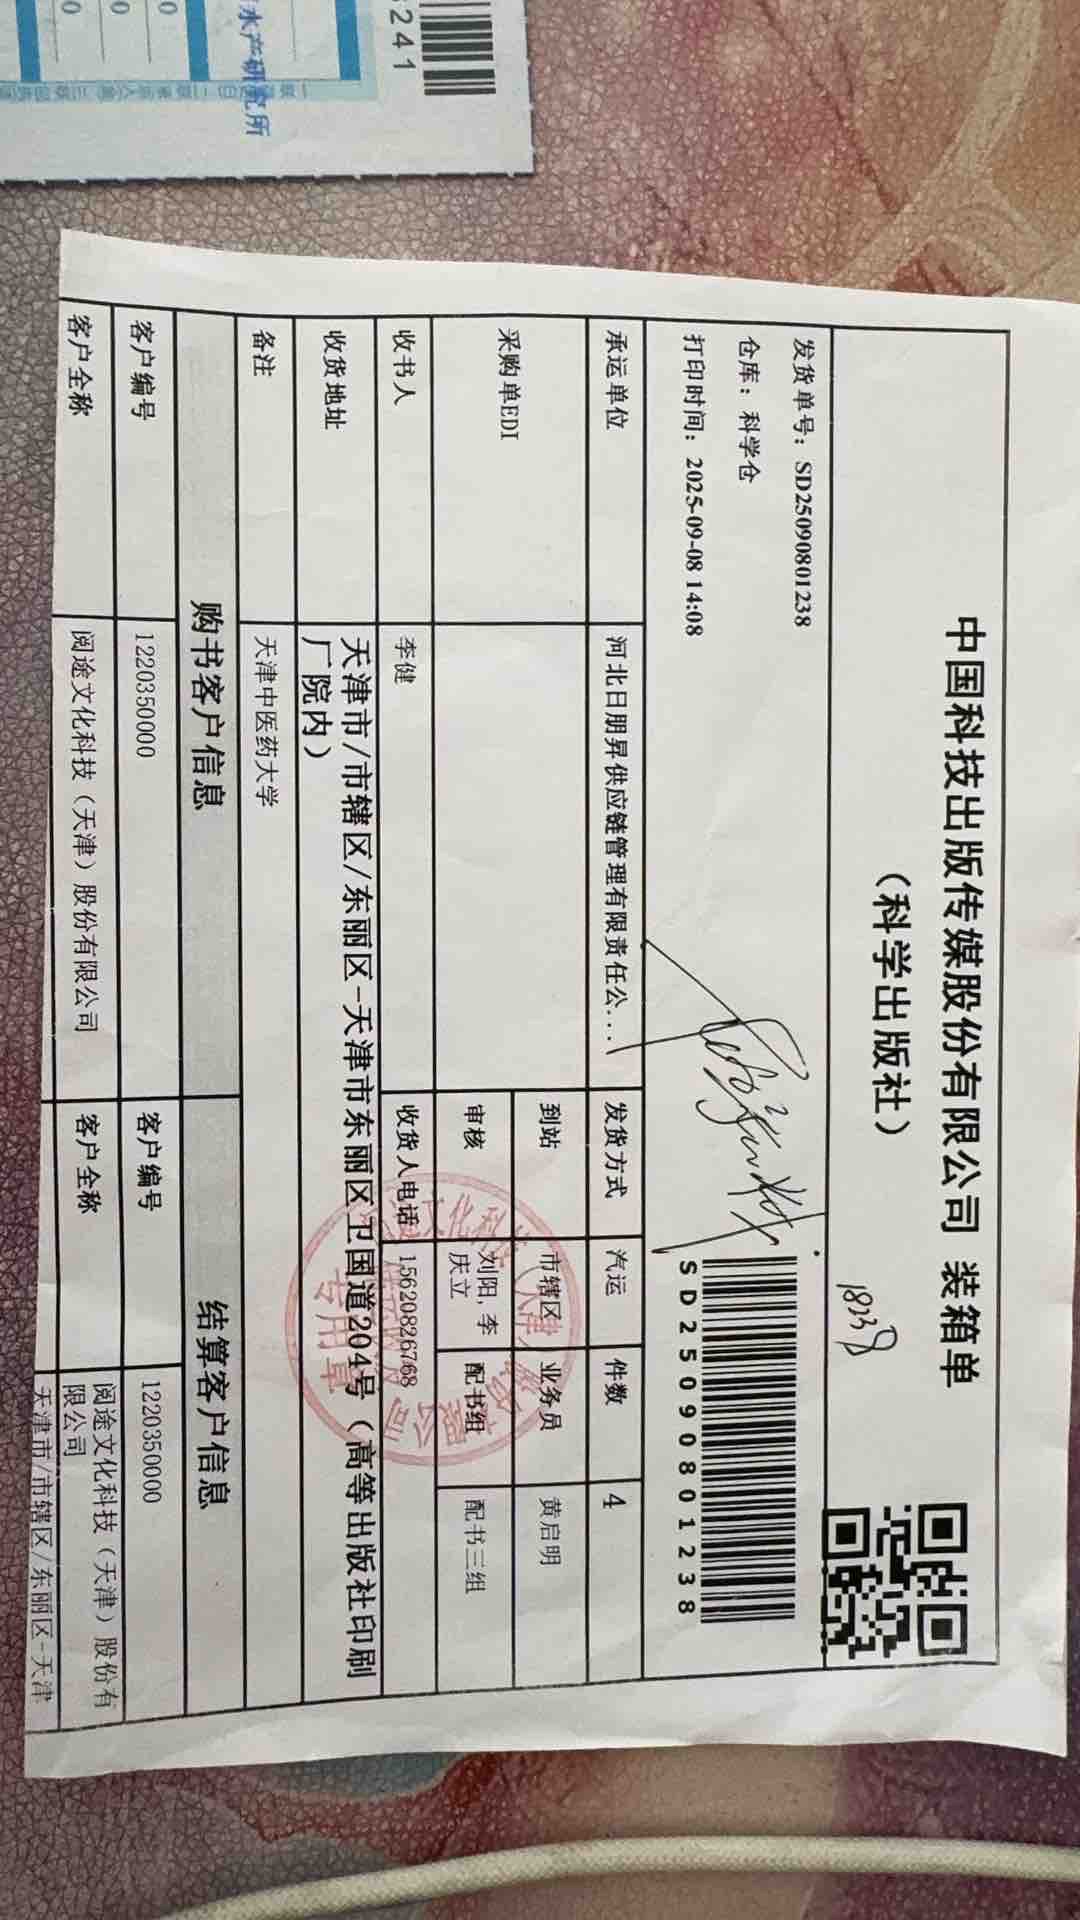 中国科技出版传媒股份有限公司 装箱单
（科学出版社）
发货单号：SD25090801238
仓库：科学仓
打印时间：2025-09-08 14:08
SD25090801238
承运单位 河北日朋昇供应链管理有限责任公... 发货方式 汽运 件数 4
采购单EDI 到站 市辖区 业务员 黄启明
审核 刘阳,李庆立 配书组 配书三组
收书人 李健 收货人电话 15620826768
收货地址 天津市/市辖区/东丽区-天津市东丽区卫国道204号（高等出版社印刷
厂院内）
备注 天津中医药大学
购书客户信息 结算客户信息
客户编号 1220350000 客户编号 1220350000
客户全称 阅途文化科技（天津）股份有限公司 客户全称 阅途文化科技（天津）股份有
限公司
天津市/市辖区/东丽区-天津
专用章
水产研究所
241